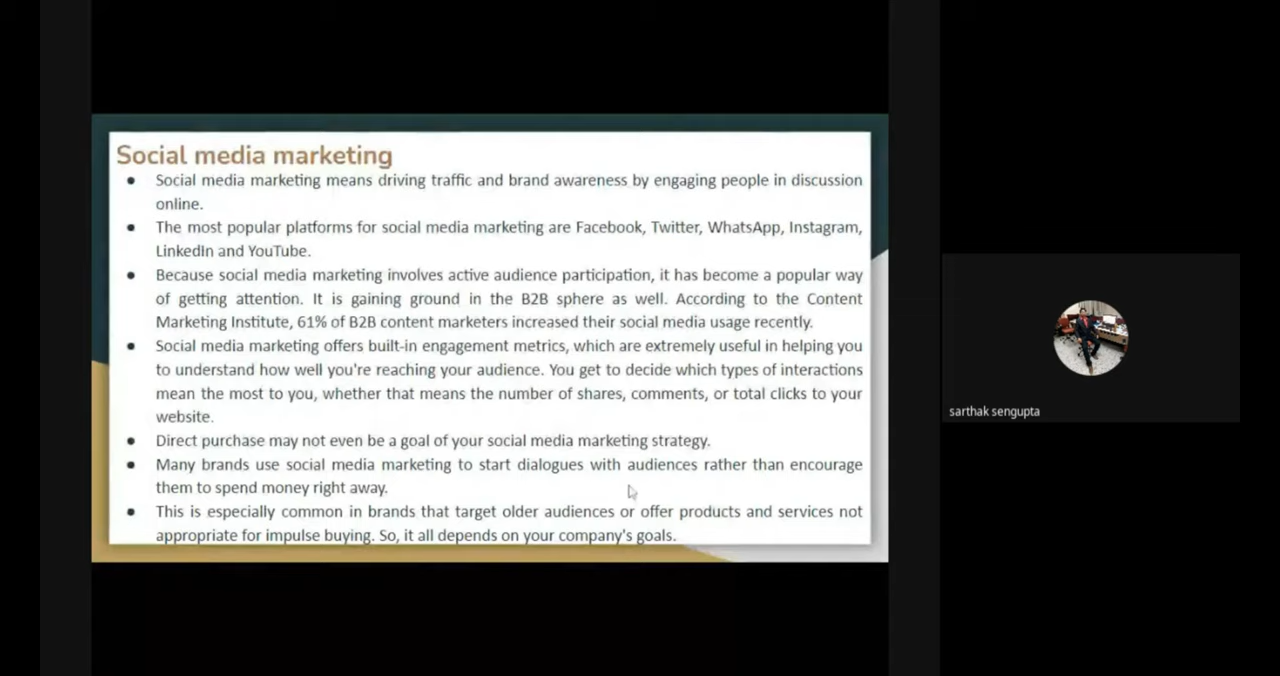 Social media marketing
● Social media marketing means driving traffic and brand awareness by engaging people in discussion
online.
● The most popular platforms for social media marketing are Facebook, Twitter, WhatsApp, Instagram,
LinkedIn and YouTube.
● Because social media marketing involves active audience participation, it has become a popular way
of getting attention. It is gaining ground in the B2B sphere as well. According to the Content
Marketing Institute, 61% of B2B content marketers increased their social media usage recently.
● Social media marketing offers built-in engagement metrics, which are extremely useful in helping you
to understand how well you're reaching your audience. You get to decide which types of interactions
mean the most to you, whether that means the number of shares, comments, or total clicks to your
website.
● Direct purchase may not even be a goal of your social media marketing strategy.
● Many brands use social media marketing to start dialogues with audiences rather than encourage
them to spend money right away.
● This is especially common in brands that target older audiences or offer products and services not
appropriate for impulse buying. So, it all depends on your company's goals.
sarthak sengupta